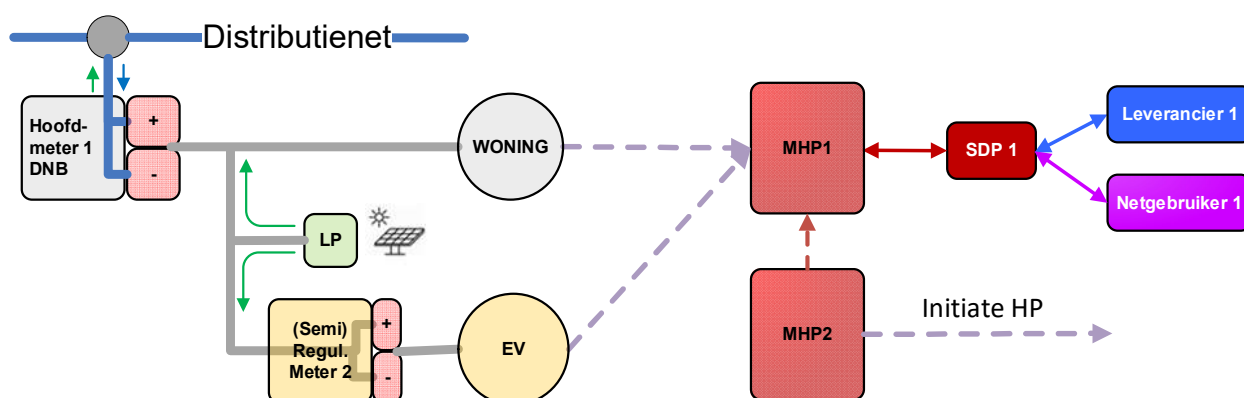 Distributienet
Hoofd-
meter 1
DNB
+
-
WONING
LP
(Semi)
Regul.
Meter 2
+
-
EV
MHP1
SDP 1
Leverancier 1
Netgebruiker 1
MHP2
Initiate HP